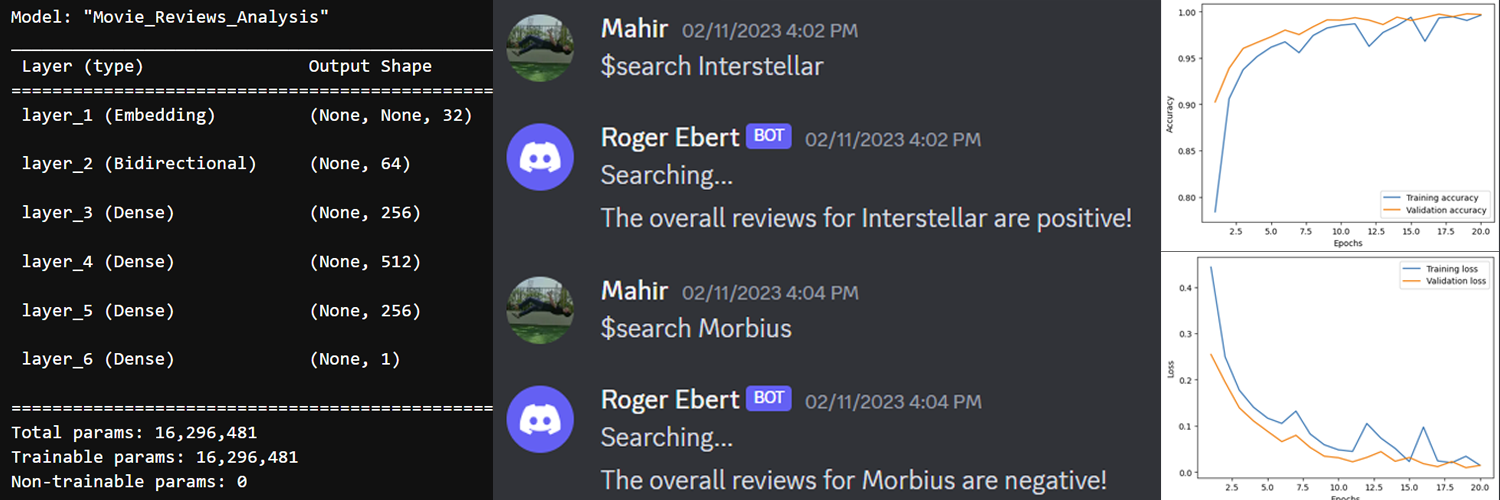 Model: "Movie_Reviews_Analysis"
Layer (type) Output Shape
layer_1 (Embedding) (None, None, 32)
layer_2 (Bidirectional) (None, 64)
layer_3 (Dense) (None, 256)
layer_4 (Dense) (None, 512)
layer_5 (Dense) (None, 256)
layer_6 (Dense) (None, 1)
Total params: 16,296,481
Trainable params: 16,296,481
Non-trainable params: 0
Mahir 02/11/2023 4:02 PM
$search Interstellar
Roger Ebert BOT 02/11/2023 4:02 PM
Searching...
The overall reviews for Interstellar are positive!
Mahir 02/11/2023 4:04 PM
$search Morbius
Roger Ebert BOT 02/11/2023 4:04 PM
Searching...
The overall reviews for Morbius are negative!
1.00
0.95
0.90
0.85
0.80
Accuracy
Training accuracy
Validation accuracy
2.5 5.0 7.5 10.0 12.5 15.0 17.5 20.0
Epochs
Training loss
Validation loss
0.4
0.3
0.2
0.1
0.0
Loss
2.5 5.0 7.5 10.0 12.5 15.0 17.5 20.0
Epochs